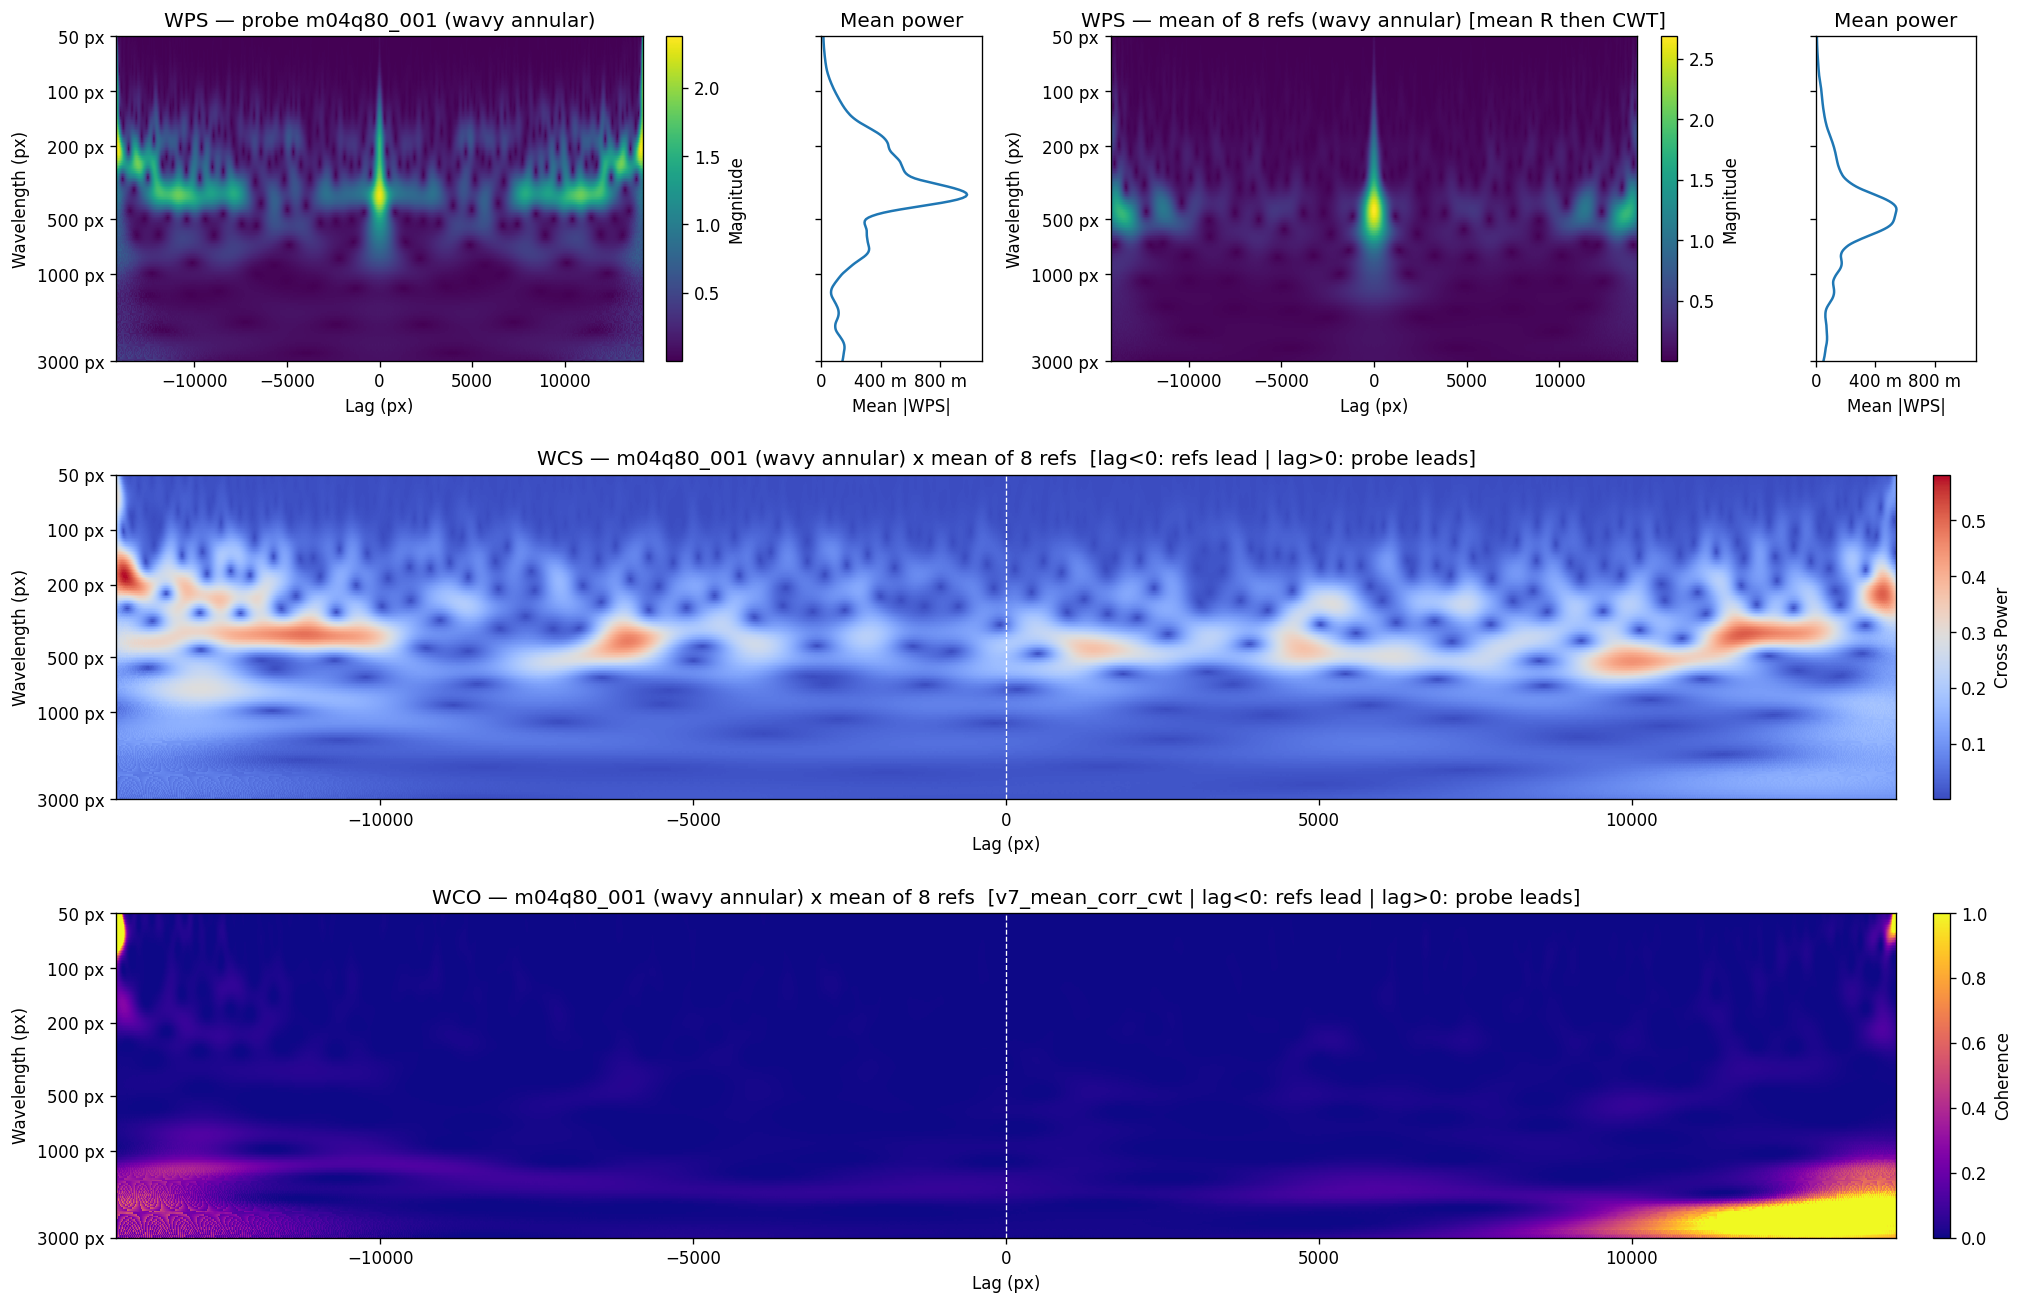 WPS — probe m04q80_001 (wavy annular)
50 px
100 px
200 px
500 px
1000 px
3000 px
Wavelength (px)
−10000 −5000 0 5000 10000
Lag (px)
2.0
1.5
1.0
0.5
Magnitude
Mean power
0 400 m 800 m
Mean |WPS|
WPS — mean of 8 refs (wavy annular) [mean R then CWT]
50 px
100 px
200 px
500 px
1000 px
3000 px
Wavelength (px)
−10000 −5000 0 5000 10000
Lag (px)
2.5
2.0
1.5
1.0
0.5
Magnitude
Mean power
0 400 m 800 m
Mean |WPS|
WCS — m04q80_001 (wavy annular) x mean of 8 refs [lag<0: refs lead | lag>0: probe leads]
50 px
100 px
200 px
500 px
1000 px
3000 px
Wavelength (px)
−10000 −5000 0 5000 10000
Lag (px)
0.5
0.4
0.3
0.2
0.1
Cross Power
WCO — m04q80_001 (wavy annular) x mean of 8 refs [v7_mean_corr_cwt | lag<0: refs lead | lag>0: probe leads]
50 px
100 px
200 px
500 px
1000 px
3000 px
Wavelength (px)
−10000 −5000 0 5000 10000
Lag (px)
1.0
0.8
0.6
0.4
0.2
0.0
Coherence